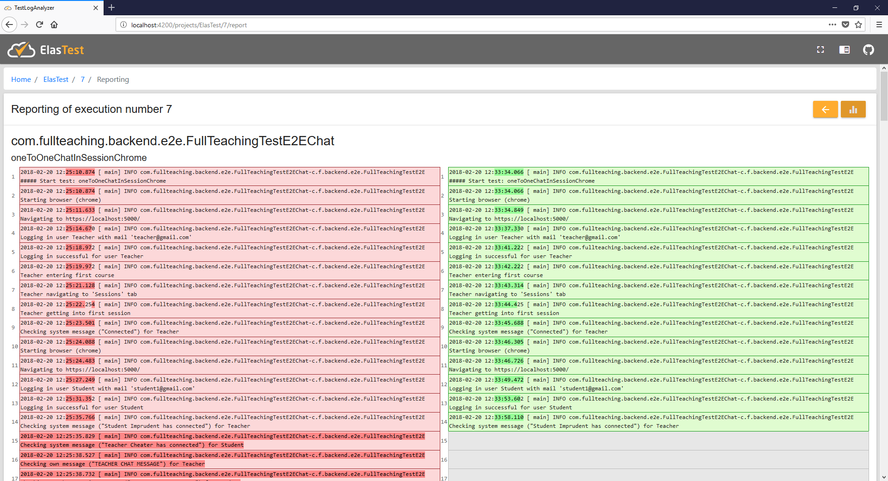 TestLogAnalyzer
localhost:4200/projects/ElasTest/7/report
ElasTest
Home / ElasTest / 7 / Reporting
Reporting of execution number 7
com.fullteaching.backend.e2e.FullTeachingTestE2EChat
oneToOneChatInSessionChrome
1 2018-02-20 12:25:10.874 [ main] INFO com.fullteaching.backend.e2e.FullTeachingTestE2EChat-c.f.backend.e2e.FullTeachingTestE2E
##### Start test: oneToOneChatInSessionChrome
2 2018-02-20 12:25:10.874 [ main] INFO com.fullteaching.backend.e2e.FullTeachingTestE2EChat-c.f.backend.e2e.FullTeachingTestE2E
Starting browser (chrome)
3 2018-02-20 12:25:11.633 [ main] INFO com.fullteaching.backend.e2e.FullTeachingTestE2EChat-c.f.backend.e2e.FullTeachingTestE2E
Navigating to https://localhost:5000/
4 2018-02-20 12:25:14.670 [ main] INFO com.fullteaching.backend.e2e.FullTeachingTestE2EChat-c.f.backend.e2e.FullTeachingTestE2E
Logging in user Teacher with mail 'teacher@gmail.com'
5 2018-02-20 12:25:18.972 [ main] INFO com.fullteaching.backend.e2e.FullTeachingTestE2EChat-c.f.backend.e2e.FullTeachingTestE2E
Logging in successful for user Teacher
6 2018-02-20 12:25:19.972 [ main] INFO com.fullteaching.backend.e2e.FullTeachingTestE2EChat-c.f.backend.e2e.FullTeachingTestE2E
Teacher entering first course
7 2018-02-20 12:25:21.128 [ main] INFO com.fullteaching.backend.e2e.FullTeachingTestE2EChat-c.f.backend.e2e.FullTeachingTestE2E
Teacher navigating to 'Sessions' tab
8 2018-02-20 12:25:22.254 [ main] INFO com.fullteaching.backend.e2e.FullTeachingTestE2EChat-c.f.backend.e2e.FullTeachingTestE2E
Teacher getting into first session
9 2018-02-20 12:25:23.501 [ main] INFO com.fullteaching.backend.e2e.FullTeachingTestE2EChat-c.f.backend.e2e.FullTeachingTestE2E
Checking system message ("Connected") for Teacher
10 2018-02-20 12:25:24.088 [ main] INFO com.fullteaching.backend.e2e.FullTeachingTestE2EChat-c.f.backend.e2e.FullTeachingTestE2E
Starting browser (chrome)
11 2018-02-20 12:25:24.483 [ main] INFO com.fullteaching.backend.e2e.FullTeachingTestE2EChat-c.f.backend.e2e.FullTeachingTestE2E
Navigating to https://localhost:5000/
12 2018-02-20 12:25:27.249 [ main] INFO com.fullteaching.backend.e2e.FullTeachingTestE2EChat-c.f.backend.e2e.FullTeachingTestE2E
Logging in user Student with mail 'student1@gmail.com'
13 2018-02-20 12:25:31.352 [ main] INFO com.fullteaching.backend.e2e.FullTeachingTestE2EChat-c.f.backend.e2e.FullTeachingTestE2E
Logging in successful for user Student
14 2018-02-20 12:25:35.766 [ main] INFO com.fullteaching.backend.e2e.FullTeachingTestE2EChat-c.f.backend.e2e.FullTeachingTestE2E
Checking system message ("Student Imprudent has connected") for Teacher
15 2018-02-20 12:25:35.829 [ main] INFO com.fullteaching.backend.e2e.FullTeachingTestE2EChat-c.f.backend.e2e.FullTeachingTestE2E
Checking system message ("Teacher Cheater has connected") for Student
16 2018-02-20 12:25:38.527 [ main] INFO com.fullteaching.backend.e2e.FullTeachingTestE2EChat-c.f.backend.e2e.FullTeachingTestE2E
Checking own message ("TEACHER CHAT MESSAGE") for Teacher
17 2018-02-20 12:25:38.732 [ main] INFO com.fullteaching.backend.e2e.FullTeachingTestE2EChat-c.f.backend.e2e.FullTeachingTestE2E
1 2018-02-20 12:33:34.066 [ main] INFO com.fullteaching.backend.e2e.FullTeachingTestE2EChat-c.f.backend.e2e.FullTeachingTestE2E
##### Start test: oneToOneChatInSessionChrome
2 2018-02-20 12:33:34.066 [ main] INFO com.fullteaching.backend.e2e.FullTeachingTestE2EChat-c.f.backend.e2e.FullTeachingTestE2E
Starting browser (chrome)
3 2018-02-20 12:33:34.849 [ main] INFO com.fullteaching.backend.e2e.FullTeachingTestE2EChat-c.f.backend.e2e.FullTeachingTestE2E
Navigating to https://localhost:5000/
4 2018-02-20 12:33:37.330 [ main] INFO com.fullteaching.backend.e2e.FullTeachingTestE2EChat-c.f.backend.e2e.FullTeachingTestE2E
Logging in user Teacher with mail 'teacher@gmail.com'
5 2018-02-20 12:33:41.222 [ main] INFO com.fullteaching.backend.e2e.FullTeachingTestE2EChat-c.f.backend.e2e.FullTeachingTestE2E
Logging in successful for user Teacher
6 2018-02-20 12:33:42.222 [ main] INFO com.fullteaching.backend.e2e.FullTeachingTestE2EChat-c.f.backend.e2e.FullTeachingTestE2E
Teacher entering first course
7 2018-02-20 12:33:43.314 [ main] INFO com.fullteaching.backend.e2e.FullTeachingTestE2EChat-c.f.backend.e2e.FullTeachingTestE2E
Teacher navigating to 'Sessions' tab
8 2018-02-20 12:33:44.425 [ main] INFO com.fullteaching.backend.e2e.FullTeachingTestE2EChat-c.f.backend.e2e.FullTeachingTestE2E
Teacher getting into first session
9 2018-02-20 12:33:45.688 [ main] INFO com.fullteaching.backend.e2e.FullTeachingTestE2EChat-c.f.backend.e2e.FullTeachingTestE2E
Checking system message ("Connected") for Teacher
10 2018-02-20 12:33:46.305 [ main] INFO com.fullteaching.backend.e2e.FullTeachingTestE2EChat-c.f.backend.e2e.FullTeachingTestE2E
Starting browser (chrome)
11 2018-02-20 12:33:46.726 [ main] INFO com.fullteaching.backend.e2e.FullTeachingTestE2EChat-c.f.backend.e2e.FullTeachingTestE2E
Navigating to https://localhost:5000/
12 2018-02-20 12:33:49.472 [ main] INFO com.fullteaching.backend.e2e.FullTeachingTestE2EChat-c.f.backend.e2e.FullTeachingTestE2E
Logging in user Student with mail 'student1@gmail.com'
13 2018-02-20 12:33:53.602 [ main] INFO com.fullteaching.backend.e2e.FullTeachingTestE2EChat-c.f.backend.e2e.FullTeachingTestE2E
Logging in successful for user Student
14 2018-02-20 12:33:58.110 [ main] INFO com.fullteaching.backend.e2e.FullTeachingTestE2EChat-c.f.backend.e2e.FullTeachingTestE2E
Checking system message ("Student Imprudent has connected") for Teacher
15
16
17